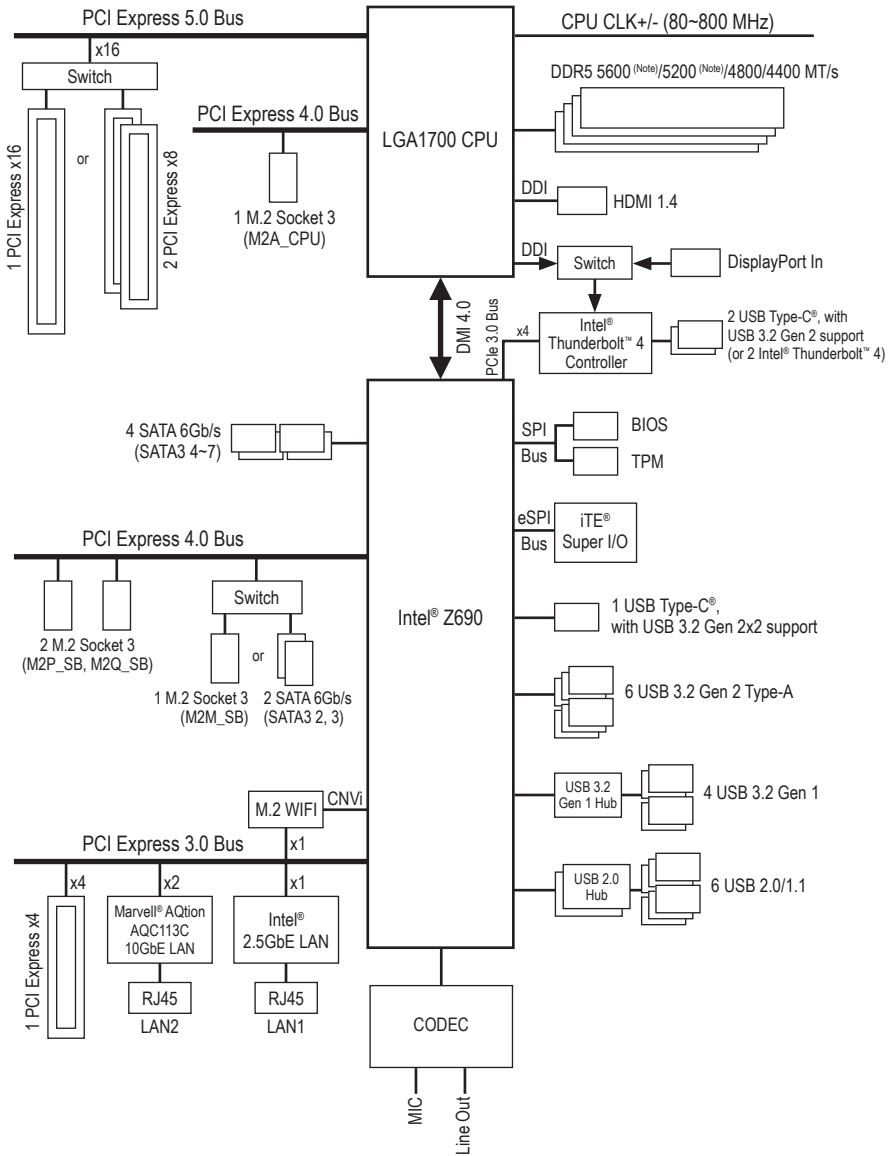 PCI Express 5.0 Bus
CPU CLK+/- (80~800 MHz)
x16
Switch
DDR5 5600 (Note)/5200 (Note)/4800/4400 MT/s
PCI Express 4.0 Bus
LGA1700 CPU
1 PCI Express x16
or
2 PCI Express x8
1 M.2 Socket 3
(M2A_CPU)
DDI
HDMI 1.4
DDI
Switch
DisplayPort In
DMI 4.0
PCIe 3.0 Bus
x4
Intel®
Thunderbolt™ 4
Controller
2 USB Type-C®, with
USB 3.2 Gen 2 support
(or 2 Intel® Thunderbolt™ 4)
4 SATA 6Gb/s
(SATA3 4~7)
SPI
Bus
BIOS
TPM
eSPI
Bus
iTE®
Super I/O
PCI Express 4.0 Bus
Switch
Intel® Z690
1 USB Type-C®,
with USB 3.2 Gen 2x2 support
2 M.2 Socket 3
(M2P_SB, M2Q_SB)
or
1 M.2 Socket 3
(M2M_SB)
2 SATA 6Gb/s
(SATA3 2, 3)
6 USB 3.2 Gen 2 Type-A
M.2 WIFI
CNVi
USB 3.2
Gen 1 Hub
4 USB 3.2 Gen 1
PCI Express 3.0 Bus
x1
x4
x2
x1
USB 2.0
Hub
6 USB 2.0/1.1
1 PCI Express x4
Marvell® AQtion
AQC113C
10GbE LAN
Intel®
2.5GbE LAN
RJ45
LAN2
RJ45
LAN1
CODEC
MIC
Line Out